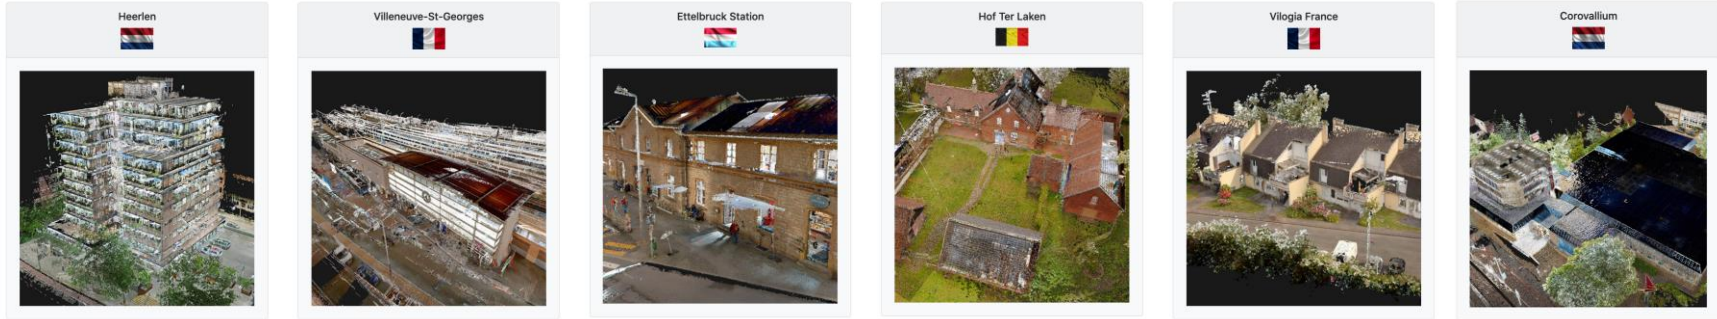 Heerlen
Villeneuve-St-Georges
Ettelbruck Station
Hof Ter Laken
Vilogia France
Corovallium